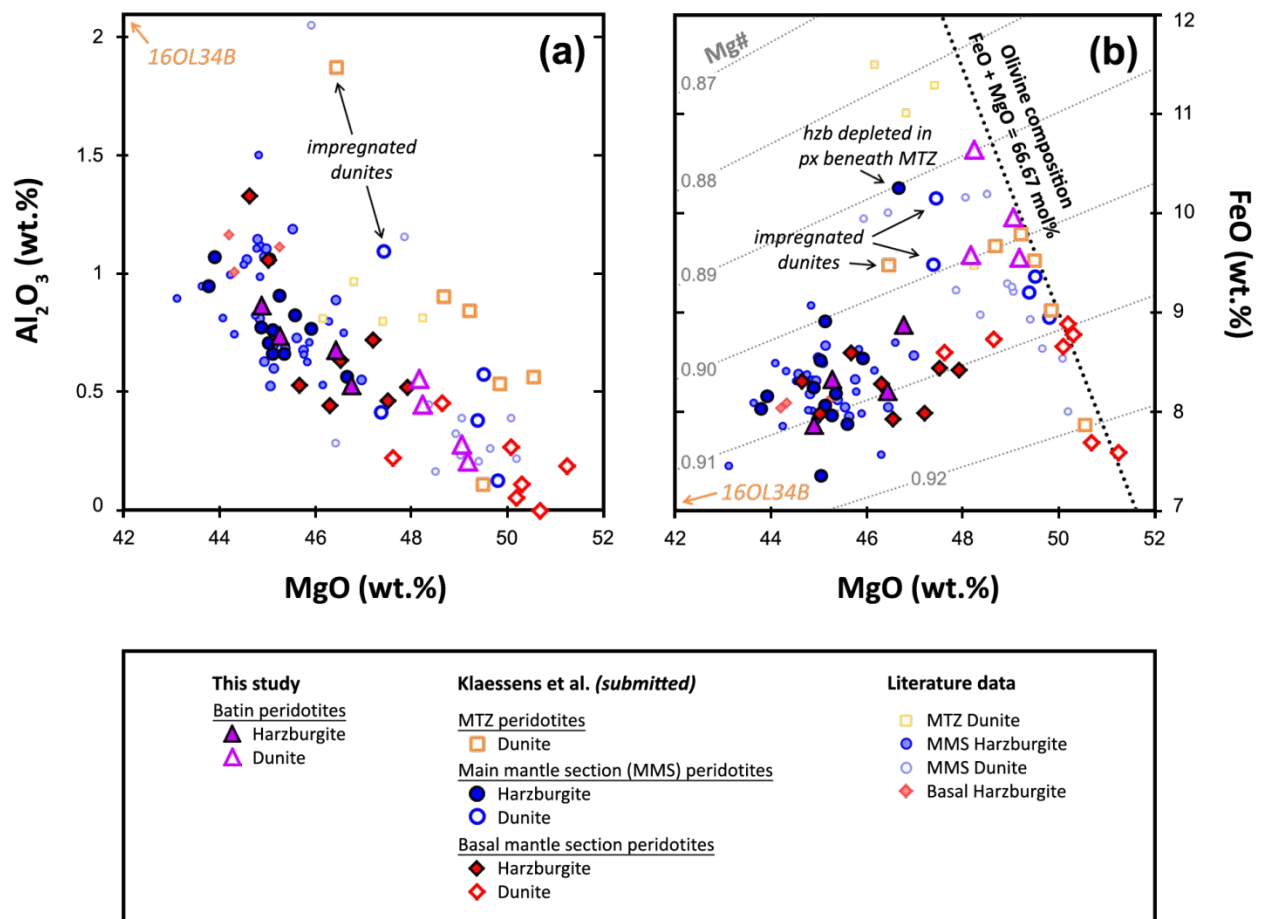 2
1.5
1
0.5
0
42
44
46
48
50
52
Al2O3 (wt.%)
MgO (wt.%)
16OL34B
(a)
impregnated
dunites
Mg#
0.87
0.88
0.89
0.90
0.91
0.92
(b)
hzb depleted in
px beneath MTZ
impregnated
dunites
Olivine composition
FeO + MgO = 66.67 mol%
16OL34B
12
11
10
9
8
7
FeO (wt.%)
42
44
46
48
50
52
MgO (wt.%)
This study
Batin peridotites
Harzburgite
Dunite
Klaessens et al. (submitted)
MTZ peridotites
Dunite
Main mantle section (MMS) peridotites
Harzburgite
Dunite
Basal mantle section peridotites
Harzburgite
Dunite
Literature data
MTZ Dunite
MMS Harzburgite
MMS Dunite
Basal Harzburgite